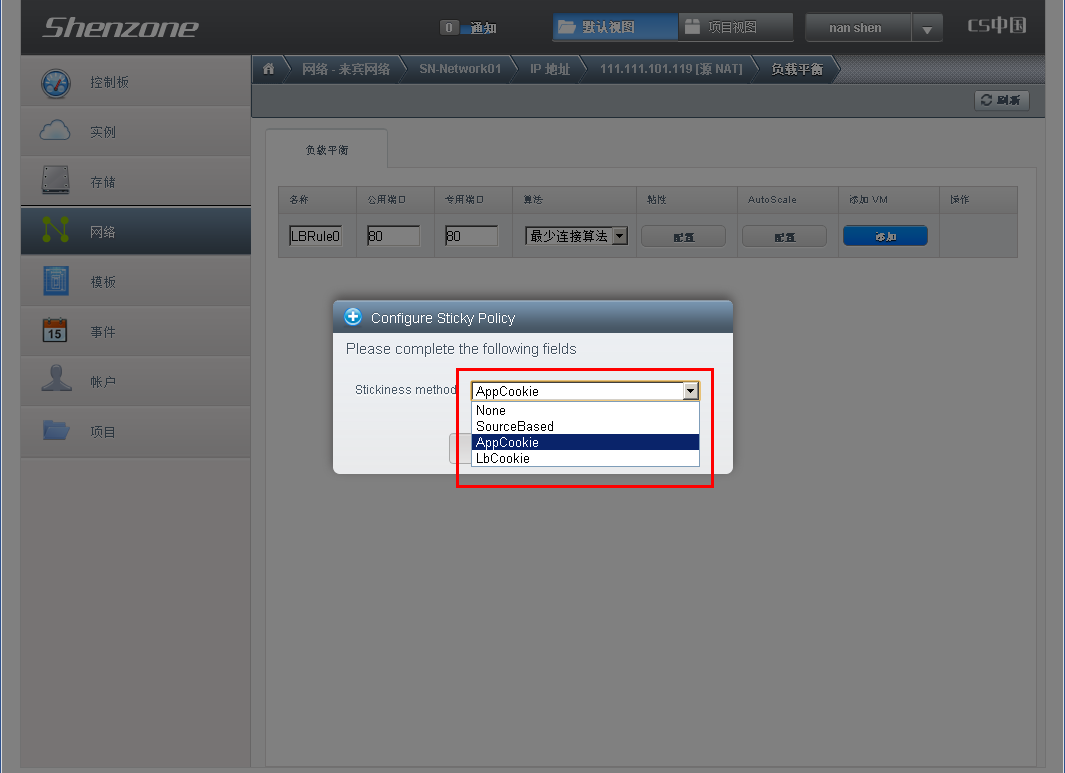 Shenzone
0 通知
默认视图
项目视图
nan shen
CS中国
网络 - 来宾网络
SN-Network01
IP 地址
111.111.101.119 [源 NAT]
负载平衡
刷新
控制板
实例
存储
网络
模板
15
事件
帐户
项目
负载平衡
名称 公用端口 专用端口 算法 粘性 AutoScale 添加 VM 操作
LBRule0 80 80 最少连接算法 配置 配置 添加
Configure Sticky Policy
Please complete the following fields
Stickiness method
AppCookie
None
SourceBased
AppCookie
LbCookie